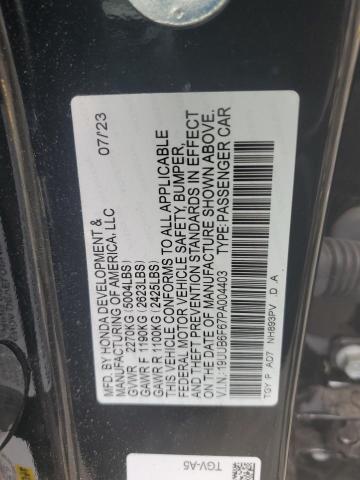 MFD. BY HONDA DEVELOPMENT & 07/23
MANUFACTURING OF AMERICA, LLC
GVWR 2270KG (5004LBS)
GAWR F 1190KG (2623LBS)
GAWR R 1100KG (2425LBS)
THIS VEHICLE CONFORMS TO ALL APPLICABLE
FEDERAL MOTOR VEHICLE SAFETY, BUMPER,
AND THEFT PREVENTION STANDARDS IN EFFECT
ON THE DATE OF MANUFACTURE SHOWN ABOVE.
V.I.N.: 19UUB6F67PA004403 TYPE:PASSENGER CAR
TGY P AD7 NH893PV D A
TGV-A5